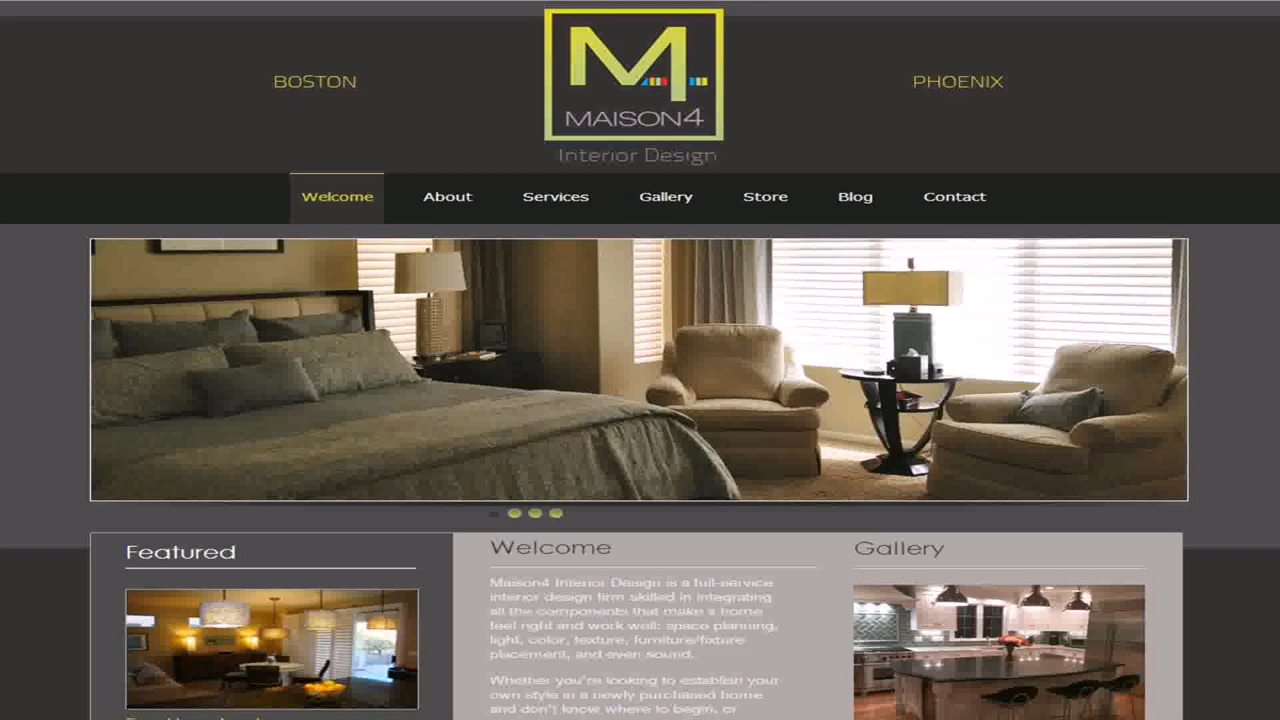 BOSTON
M4
MAISON4
PHOENIX
Interior Design
Welcome About Services Gallery Store Blog Contact
Featured
Welcome
Maison4 Interior Design is a full-service
interior design firm skilled in integrating
all the components that make a home
feel right and work well: space planning,
light, color, texture, furniture/fixture
placement, and even sound.
Whether you're looking to establish your
own style in a newly purchased home
and don't know where to begin, or
Gallery